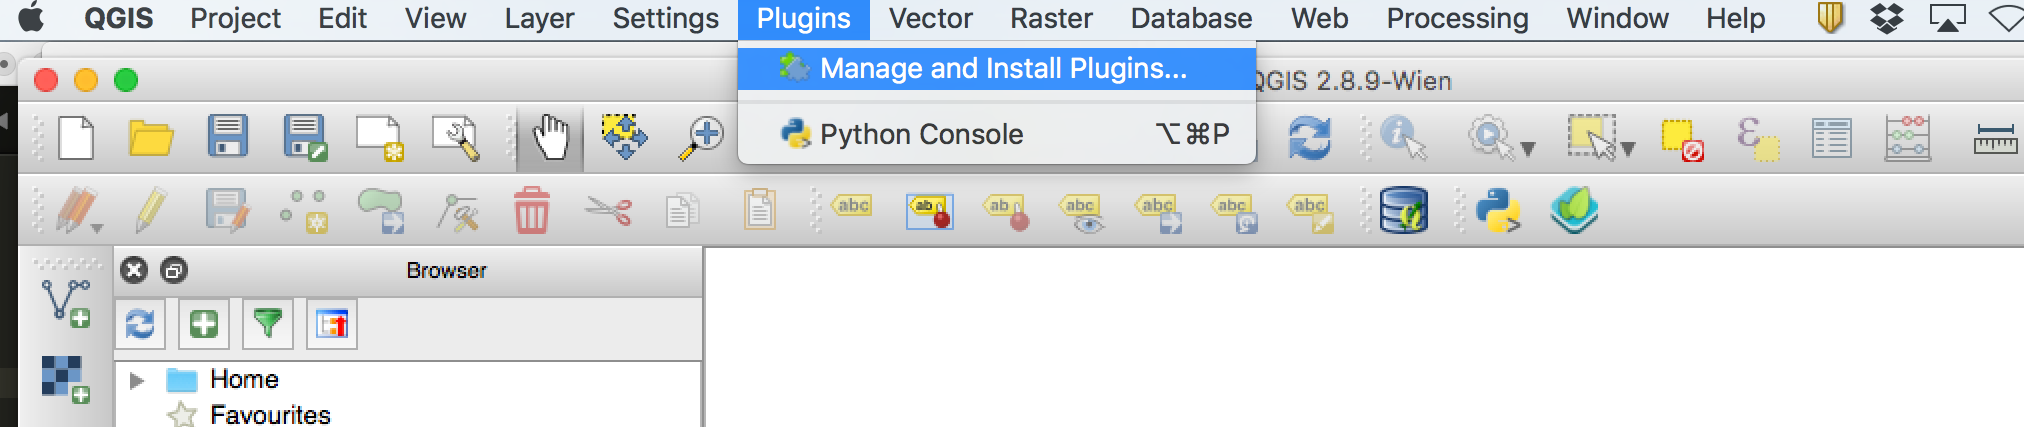 QGIS Project Edit View Layer Settings Plugins Vector Raster Database Web Processing Window Help
Manage and Install Plugins...
QGIS 2.8.9-Wien
Python Console ⌥⌘P
abc ab ab abc abc abc abc
Browser
Home
Favourites